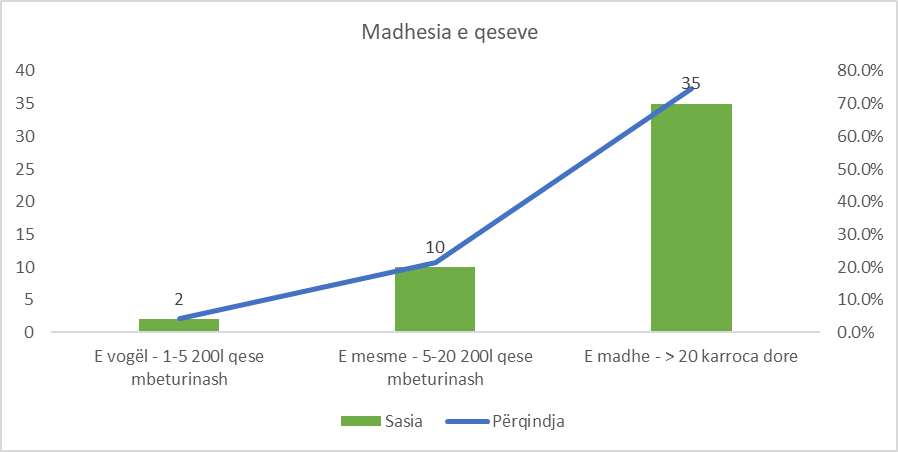 Madhesia e qeseve
40
35
30
25
20
15
10
5
0
80.0%
70.0%
60.0%
50.0%
40.0%
30.0%
20.0%
10.0%
0.0%
2
10
35
E vogël - 1-5 200l qese
mbeturinash
E mesme - 5-20 200l qese
mbeturinash
E madhe - > 20 karroca dore
Sasia
Përqindja